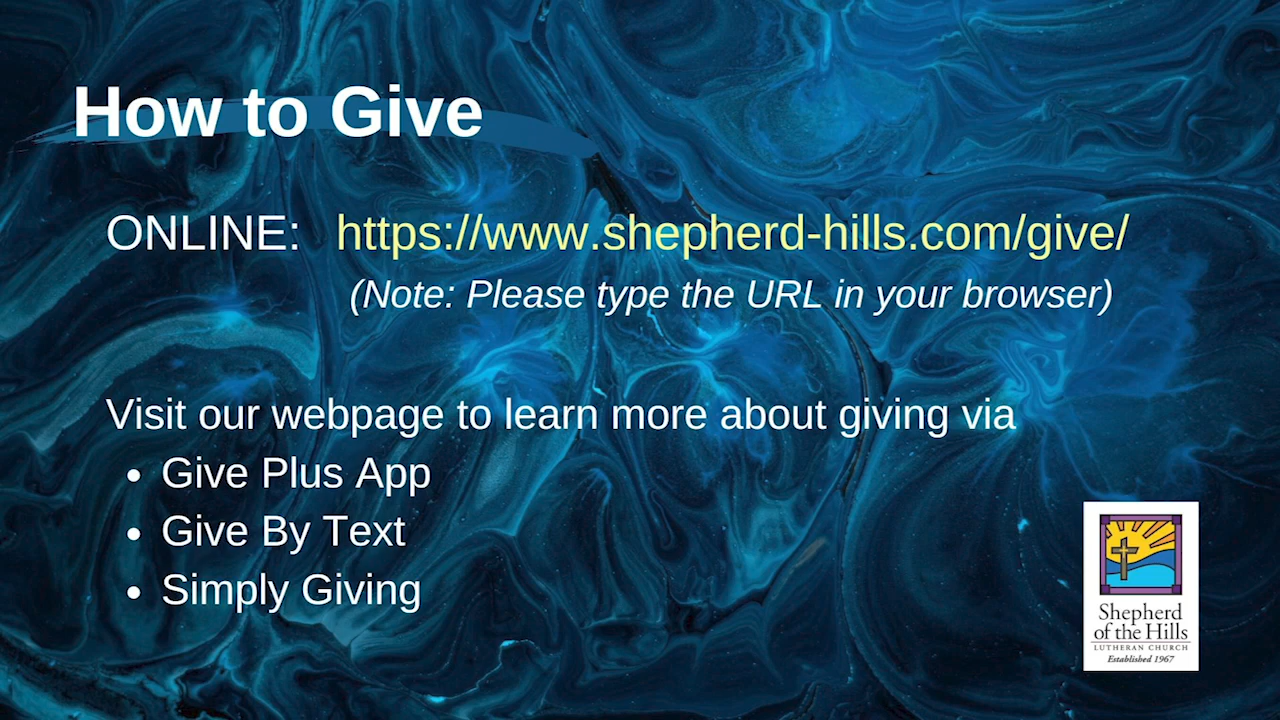 How to Give
ONLINE: https://www.shepherd-hills.com/give/
(Note: Please type the URL in your browser)
Visit our webpage to learn more about giving via
• Give Plus App
• Give By Text
• Simply Giving
Shepherd
of the Hills
LUTHERAN CHURCH
Established 1967